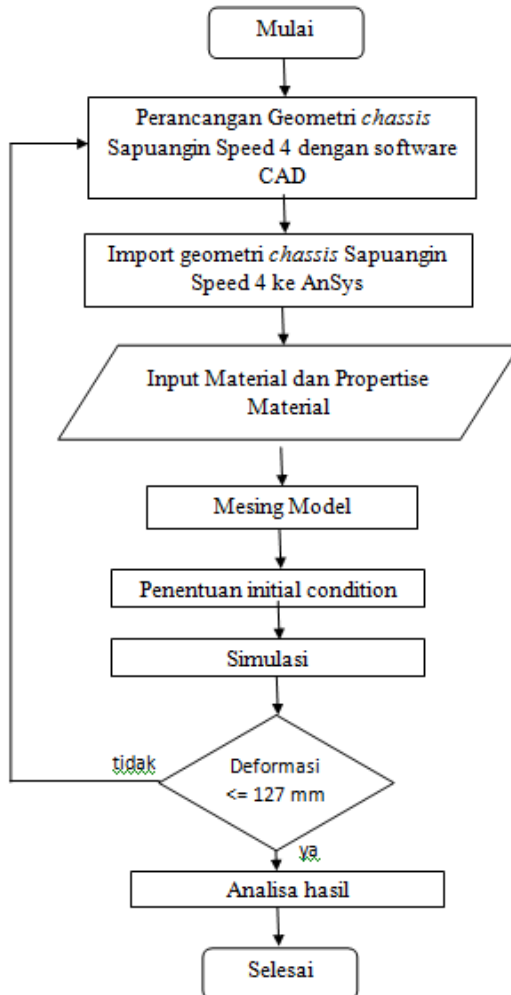 Mulai
Perancangan Geometri chassis
Sapuangin Speed 4 dengan software
CAD
Import geometri chassis Sapuangin
Speed 4 ke AnSys
Input Material dan Propertise
Material
Mesing Model
Penentuan initial condition
Simulasi
tidak
Deformasi
<= 127 mm
ya
Analisa hasil
Selesai